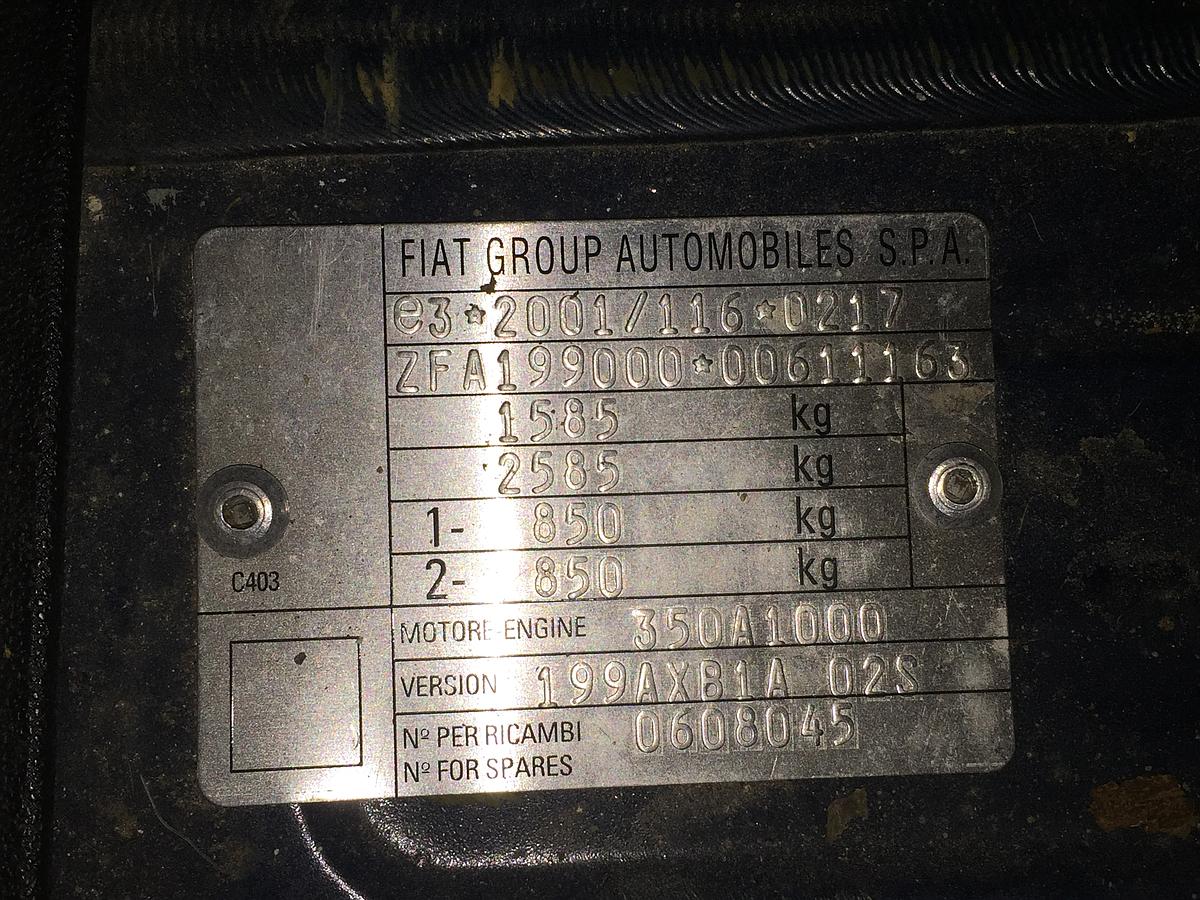 FIAT GROUP AUTOMOBILES S.P.A.
e3*2001/116*0217
ZFA199000*00611163
1585 kg
2585 kg
1- 850 kg
2- 850 kg
C403
MOTORE-ENGINE 350A1000
VERSION 199AXB1A 02S
Nº PER RICAMBI 0608045
Nº FOR SPARES